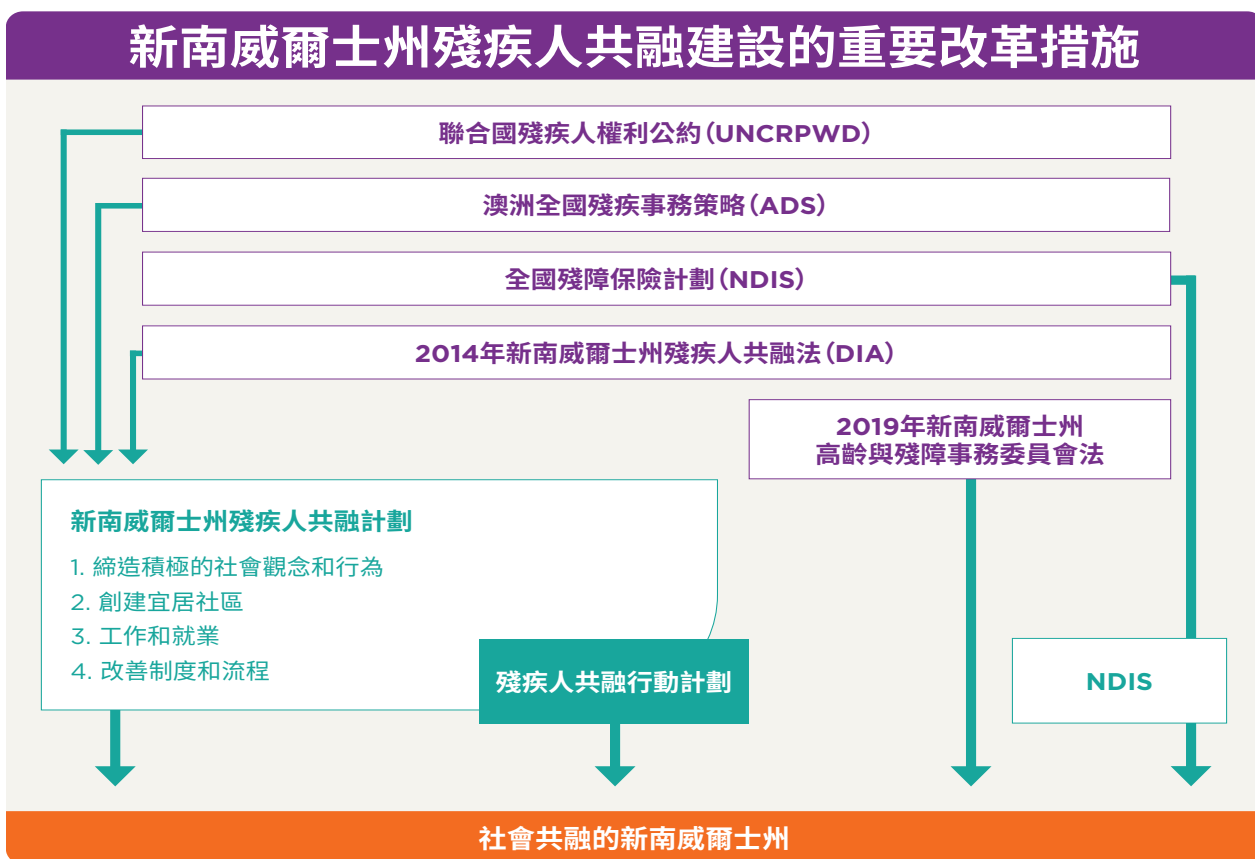 新南威爾士州殘疾人共融建設的重要改革措施
聯合國殘疾人權利公約(UNCRPWD)
澳洲全國殘疾事務策略(ADS)
全國殘障保險計劃(NDIS)
2014年新南威爾士州殘疾人共融法(DIA)
2019年新南威爾士州
高齡與殘障事務委員會法
新南威爾士州殘疾人共融計劃
1. 締造積極的社會觀念和行為
2. 創建宜居社區
3. 工作和就業
4. 改善制度和流程
殘疾人共融行動計劃
NDIS
社會共融的新南威爾士州